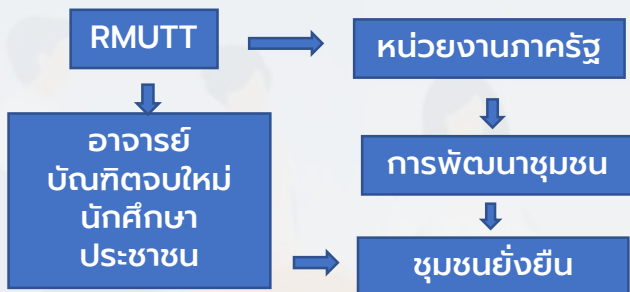 RMUTT
หน่วยงานภาครัฐ
อาจารย์
บัณฑิตจบใหม่
นักศึกษา
ประชาชน
การพัฒนาชุมชน
ชุมชนยั่งยืน